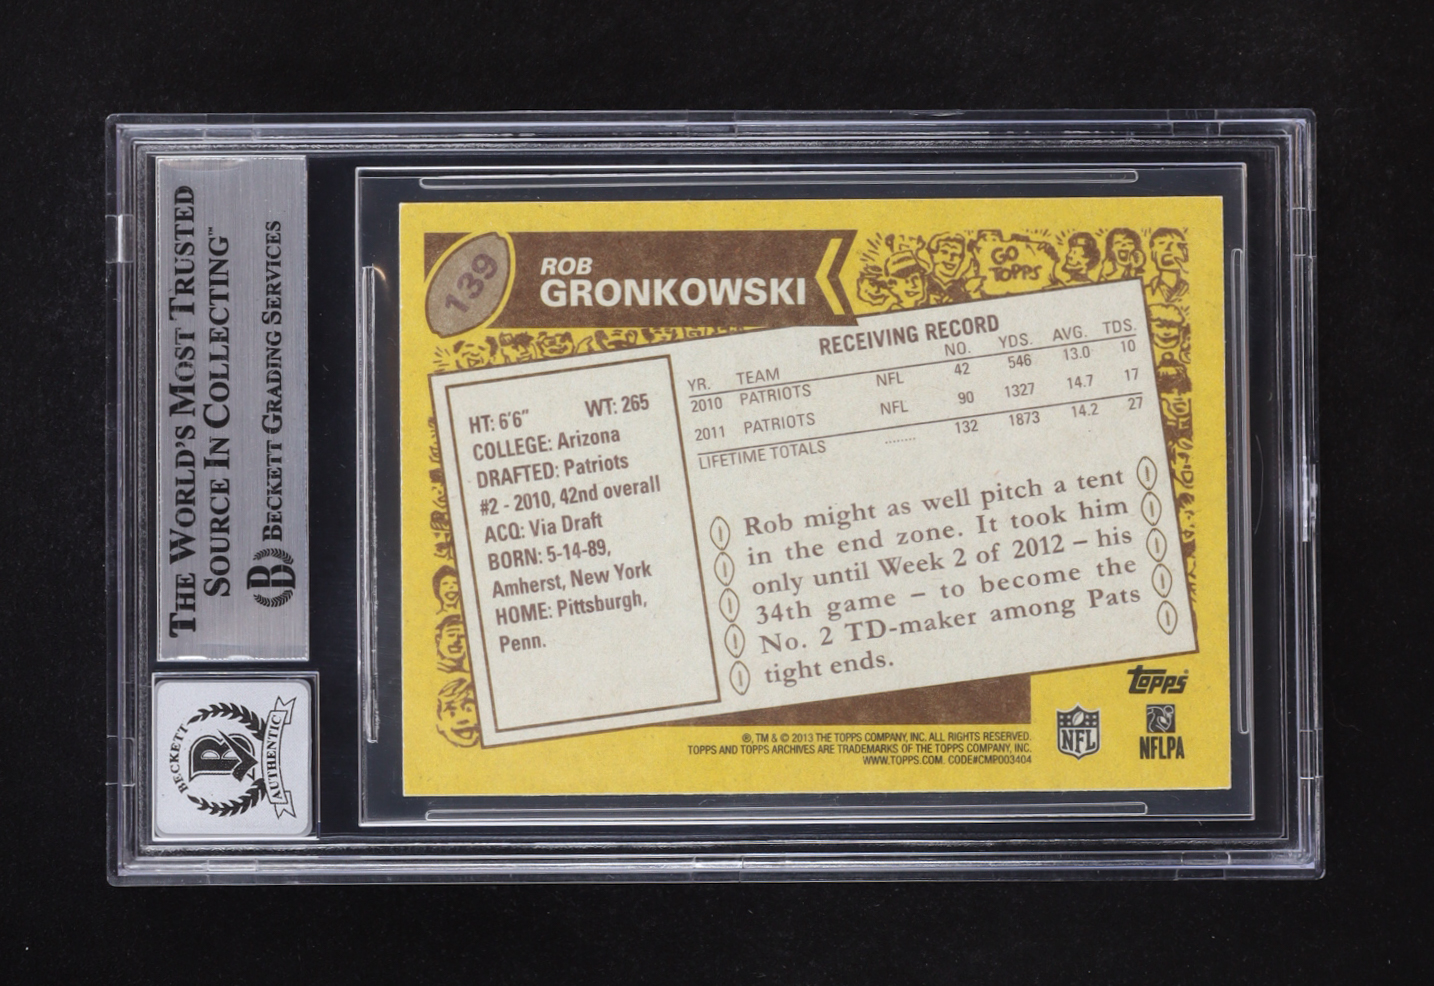 THE WORLD'S MOST TRUSTED
SOURCE IN COLLECTING™
BECKETT GRADING SERVICES
BECKETT
B
AUTHENTIC
139
ROB
GRONKOWSKI
GO
TOPPS
RECEIVING RECORD
YR. TEAM NO. YDS. AVG. TDS.
2010 PATRIOTS NFL 42 546 13.0 10
2011 PATRIOTS NFL 90 1327 14.7 17
LIFETIME TOTALS ........ 132 1873 14.2 27
HT: 6'6" WT: 265
COLLEGE: Arizona
DRAFTED: Patriots
#2 - 2010, 42nd overall
ACQ: Via Draft
BORN: 5-14-89,
Amherst, New York
HOME: Pittsburgh,
Penn.
Rob might as well pitch a tent
in the end zone. It took him
only until Week 2 of 2012 – his
34th game – to become the
No. 2 TD-maker among Pats
tight ends.
topps®
®, TM & © 2013 THE TOPPS COMPANY, INC. ALL RIGHTS RESERVED.
TOPPS AND TOPPS ARCHIVES ARE TRADEMARKS OF THE TOPPS COMPANY, INC.
WWW.TOPPS.COM. CODE#CMP003404
NFL
NFLPA